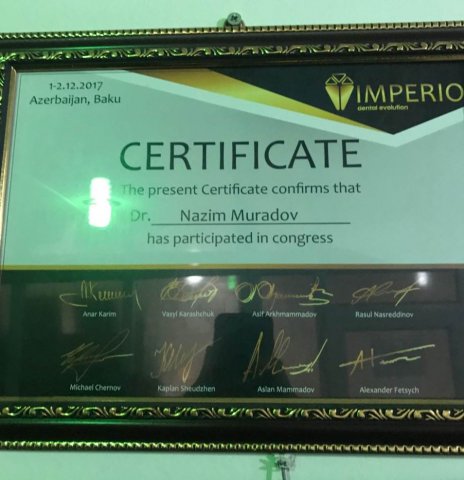 1-2.12.2017
Azerbaijan, Baku
IMPERIO
dental evolution
CERTIFICATE
The present Certificate confirms that
Dr. Nazim Muradov
has participated in congress
Anar Karim
Vasyl Karashchuk
Asif Arkhmammadov
Rasul Nasreddinov
Michael Chernov
Kaplan Sheudzhen
Aslan Mammadov
Alexander Fetsych